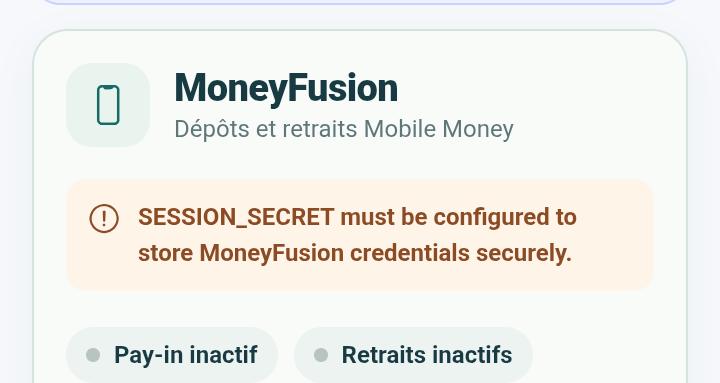 MoneyFusion
Dépôts et retraits Mobile Money
SESSION_SECRET must be configured to
store MoneyFusion credentials securely.
Pay-in inactif
Retraits inactifs